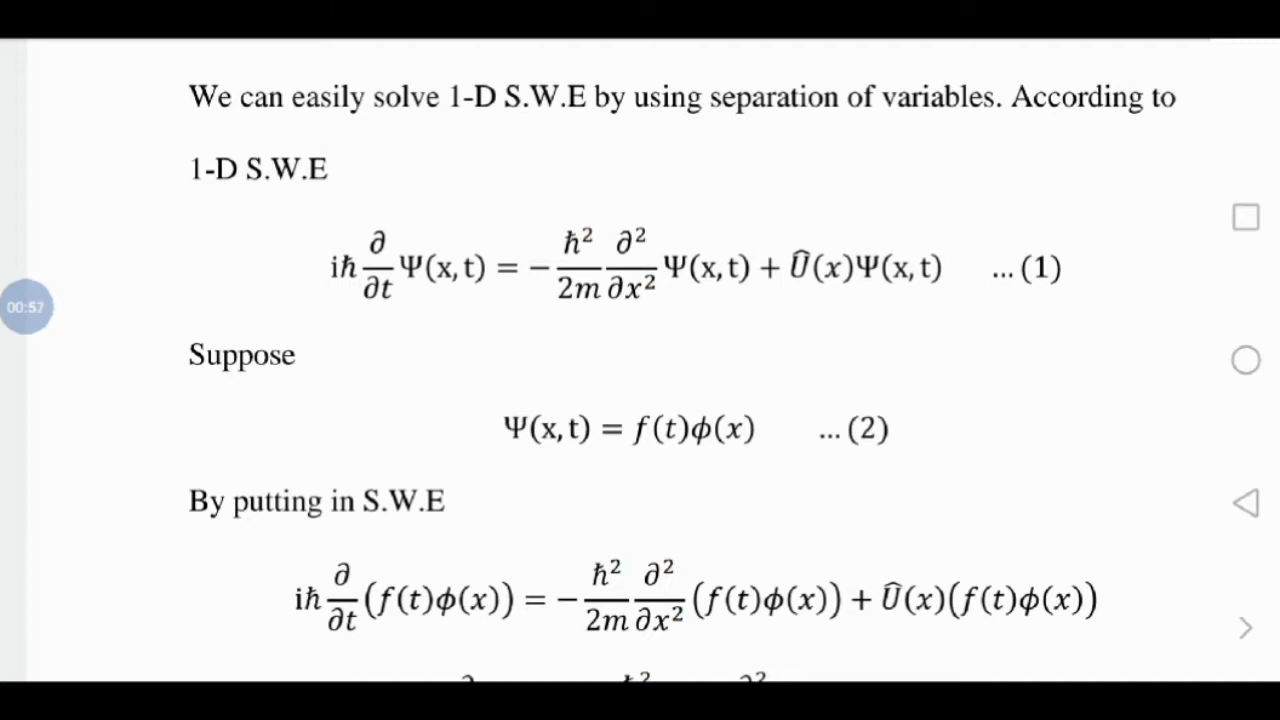 We can easily solve 1-D S.W.E by using separation of variables. According to
1-D S.W.E
iħ ∂/∂t Ψ(x, t) = − ħ²/2m ∂²/∂x² Ψ(x, t) + Û(x)Ψ(x, t) … (1)
00:57
Suppose
Ψ(x, t) = f(t)ϕ(x) … (2)
By putting in S.W.E
iħ ∂/∂t (f(t)ϕ(x)) = − ħ²/2m ∂²/∂x² (f(t)ϕ(x)) + Û(x)(f(t)ϕ(x))